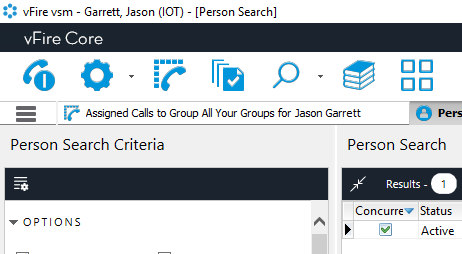 vFire vsm - Garrett, Jason (IOT) - [Person Search]
vFire Core
Assigned Calls to Group All Your Groups for Jason Garrett
Pers
Person Search Criteria
Person Search
Results - 1
OPTIONS
Concurre Status
Active